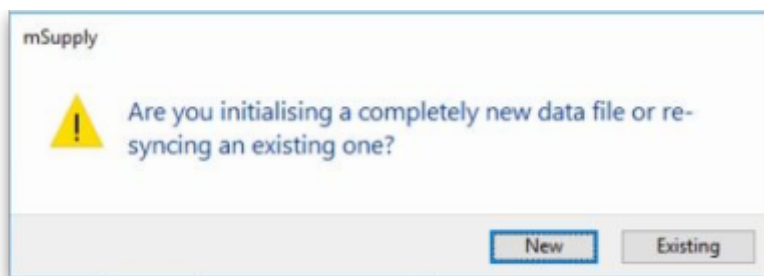 mSupply
Are you initialising a completely new data file or re-
syncing an existing one?
New
Existing